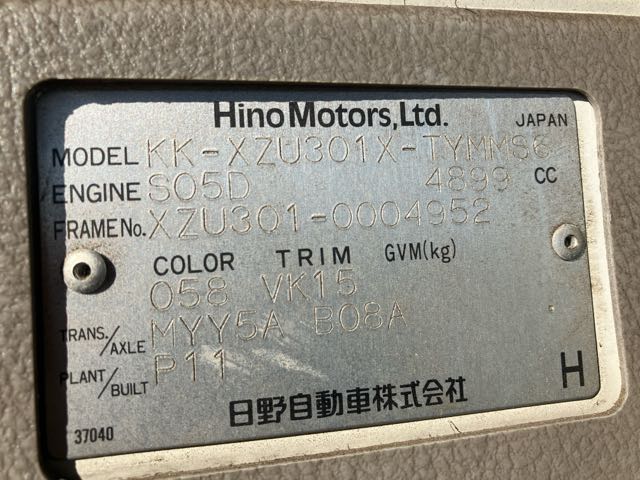 Hino Motors, Ltd. JAPAN
MODEL KK-XZU301X-TYMMS6
ENGINE S05D 4899 CC
FRAME No. XZU301-0004952
COLOR TRIM GVM(kg)
058 VK15
TRANS./AXLE MYY5A B08A
PLANT/BUILT P11
日野自動車株式会社 H
37040